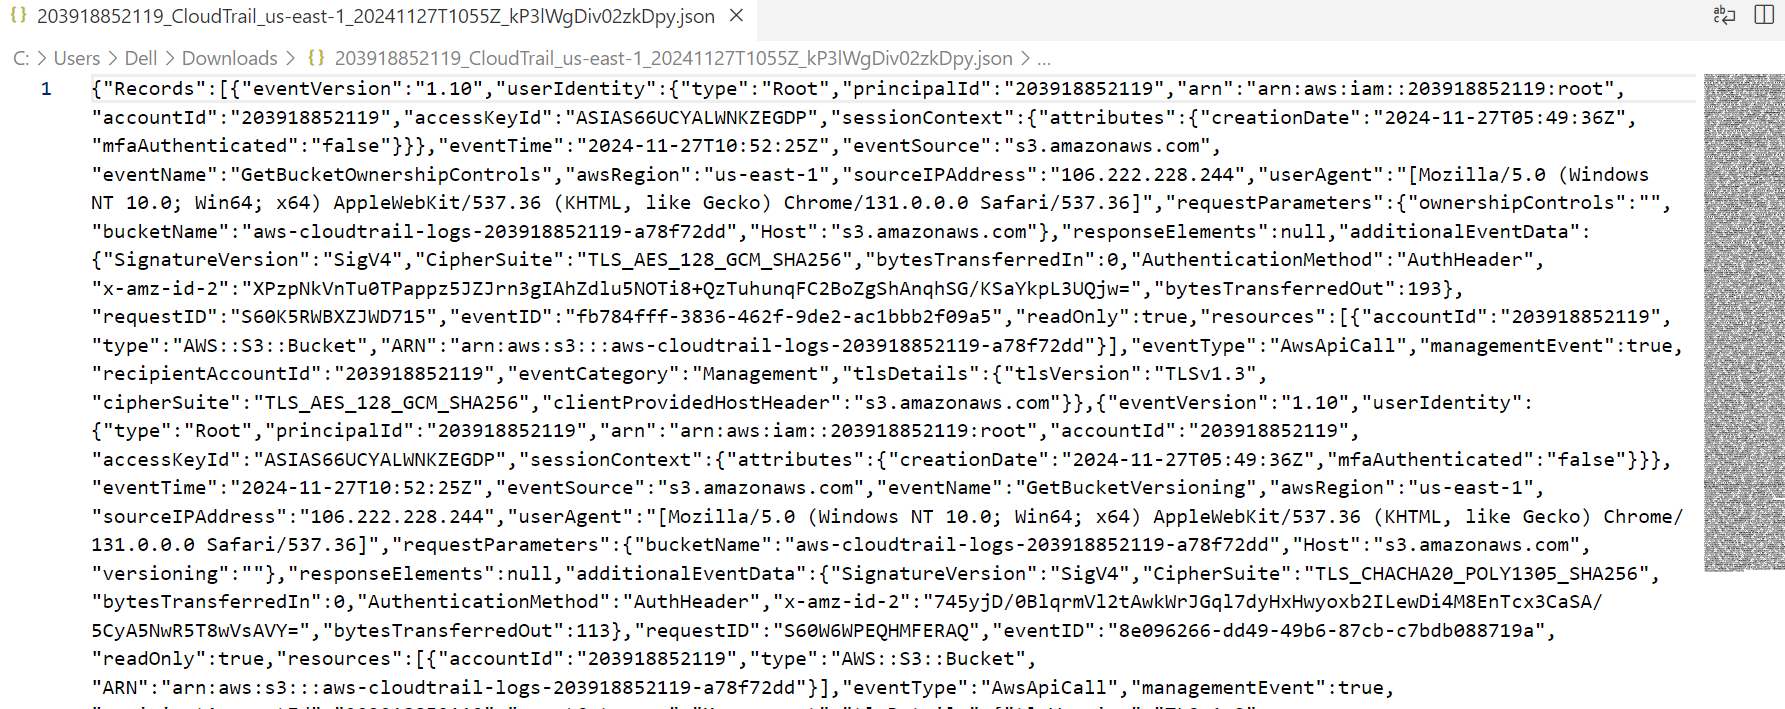 {} 203918852119_CloudTrail_us-east-1_20241127T1055Z_kP3lWgDiv02zkDpy.json ×
C: > Users > Dell > Downloads > {} 203918852119_CloudTrail_us-east-1_20241127T1055Z_kP3lWgDiv02zkDpy.json > ...
1 {"Records":[{"eventVersion":"1.10","userIdentity":{"type":"Root","principalId":"203918852119","arn":"arn:aws:iam::203918852119:root",
"accountId":"203918852119","accessKeyId":"ASIAS66UCYALWNKZEGDP","sessionContext":{"attributes":{"creationDate":"2024-11-27T05:49:36Z",
"mfaAuthenticated":"false"}}},"eventTime":"2024-11-27T10:52:25Z","eventSource":"s3.amazonaws.com",
"eventName":"GetBucketOwnershipControls","awsRegion":"us-east-1","sourceIPAddress":"106.222.228.244","userAgent":"[Mozilla/5.0 (Windows
NT 10.0; Win64; x64) AppleWebKit/537.36 (KHTML, like Gecko) Chrome/131.0.0.0 Safari/537.36]","requestParameters":{"ownershipControls":"",
"bucketName":"aws-cloudtrail-logs-203918852119-a78f72dd","Host":"s3.amazonaws.com"},"responseElements":null,"additionalEventData":
{"SignatureVersion":"SigV4","CipherSuite":"TLS_AES_128_GCM_SHA256","bytesTransferredIn":0,"AuthenticationMethod":"AuthHeader",
"x-amz-id-2":"XPzpNkVnTu0TPappz5JZJrn3gIAhZdlu5NOTi8+QzTuhunqFC2BoZgShAnqhSG/KSaYkpL3UQjw=","bytesTransferredOut":193},
"requestID":"S60K5RWBXZJWD715","eventID":"fb784fff-3836-462f-9de2-ac1bbb2f09a5","readOnly":true,"resources":[{"accountId":"203918852119",
"type":"AWS::S3::Bucket","ARN":"arn:aws:s3:::aws-cloudtrail-logs-203918852119-a78f72dd"}],"eventType":"AwsApiCall","managementEvent":true,
"recipientAccountId":"203918852119","eventCategory":"Management","tlsDetails":{"tlsVersion":"TLSv1.3",
"cipherSuite":"TLS_AES_128_GCM_SHA256","clientProvidedHostHeader":"s3.amazonaws.com"}},{"eventVersion":"1.10","userIdentity":
{"type":"Root","principalId":"203918852119","arn":"arn:aws:iam::203918852119:root","accountId":"203918852119",
"accessKeyId":"ASIAS66UCYALWNKZEGDP","sessionContext":{"attributes":{"creationDate":"2024-11-27T05:49:36Z","mfaAuthenticated":"false"}}},
"eventTime":"2024-11-27T10:52:25Z","eventSource":"s3.amazonaws.com","eventName":"GetBucketVersioning","awsRegion":"us-east-1",
"sourceIPAddress":"106.222.228.244","userAgent":"[Mozilla/5.0 (Windows NT 10.0; Win64; x64) AppleWebKit/537.36 (KHTML, like Gecko) Chrome/
131.0.0.0 Safari/537.36]","requestParameters":{"bucketName":"aws-cloudtrail-logs-203918852119-a78f72dd","Host":"s3.amazonaws.com",
"versioning":""},"responseElements":null,"additionalEventData":{"SignatureVersion":"SigV4","CipherSuite":"TLS_CHACHA20_POLY1305_SHA256",
"bytesTransferredIn":0,"AuthenticationMethod":"AuthHeader","x-amz-id-2":"745yjD/0BlqrmVl2tAwkWrJGql7dyHxHwyoxb2ILewDi4M8EnTcx3CaSA/
5CyA5NwR5T8wVsAVY=","bytesTransferredOut":113},"requestID":"S60W6WPEQHMFERAQ","eventID":"8e096266-dd49-49b6-87cb-c7bdb088719a",
"readOnly":true,"resources":[{"accountId":"203918852119","type":"AWS::S3::Bucket",
"ARN":"arn:aws:s3:::aws-cloudtrail-logs-203918852119-a78f72dd"}],"eventType":"AwsApiCall","managementEvent":true,